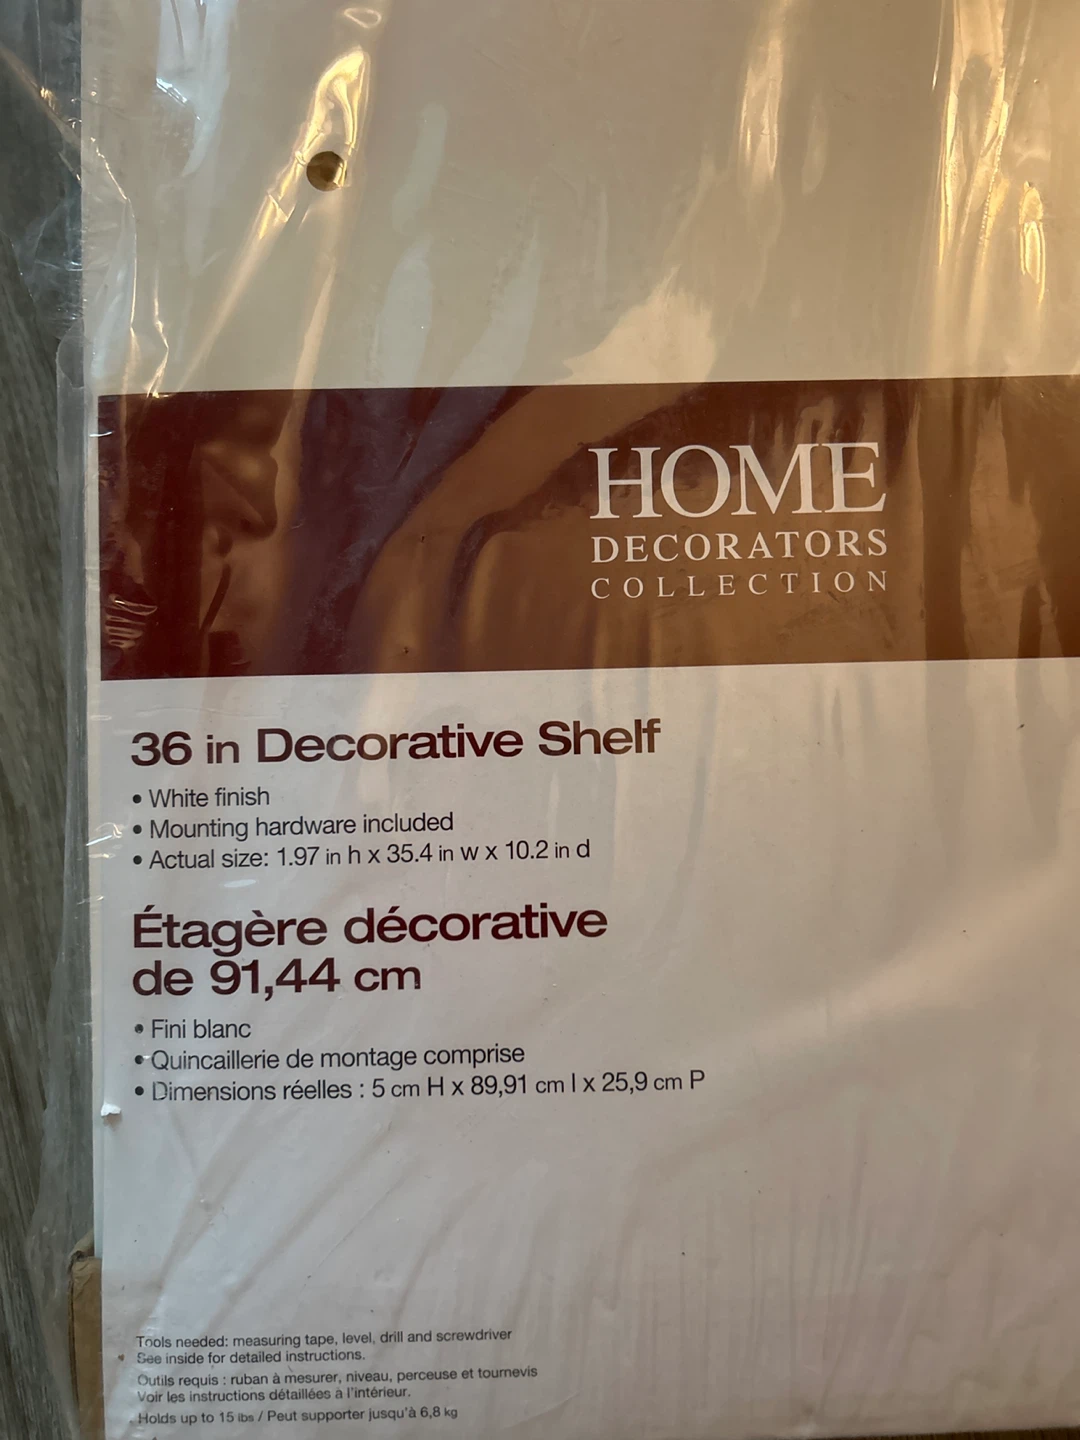 HOME
DECORATORS
COLLECTION
36 in Decorative Shelf
• White finish
• Mounting hardware included
• Actual size: 1.97 in h x 35.4 in w x 10.2 in d
Étagère décorative
de 91,44 cm
• Fini blanc
• Quincaillerie de montage comprise
• Dimensions réelles : 5 cm H x 89,91 cm l x 25,9 cm P
Tools needed: measuring tape, level, drill and screwdriver
See inside for detailed instructions.
Outils requis : ruban à mesurer, niveau, perceuse et tournevis
Voir les instructions détaillées à l'intérieur.
Holds up to 15 lbs / Peut supporter jusqu'à 6,8 kg